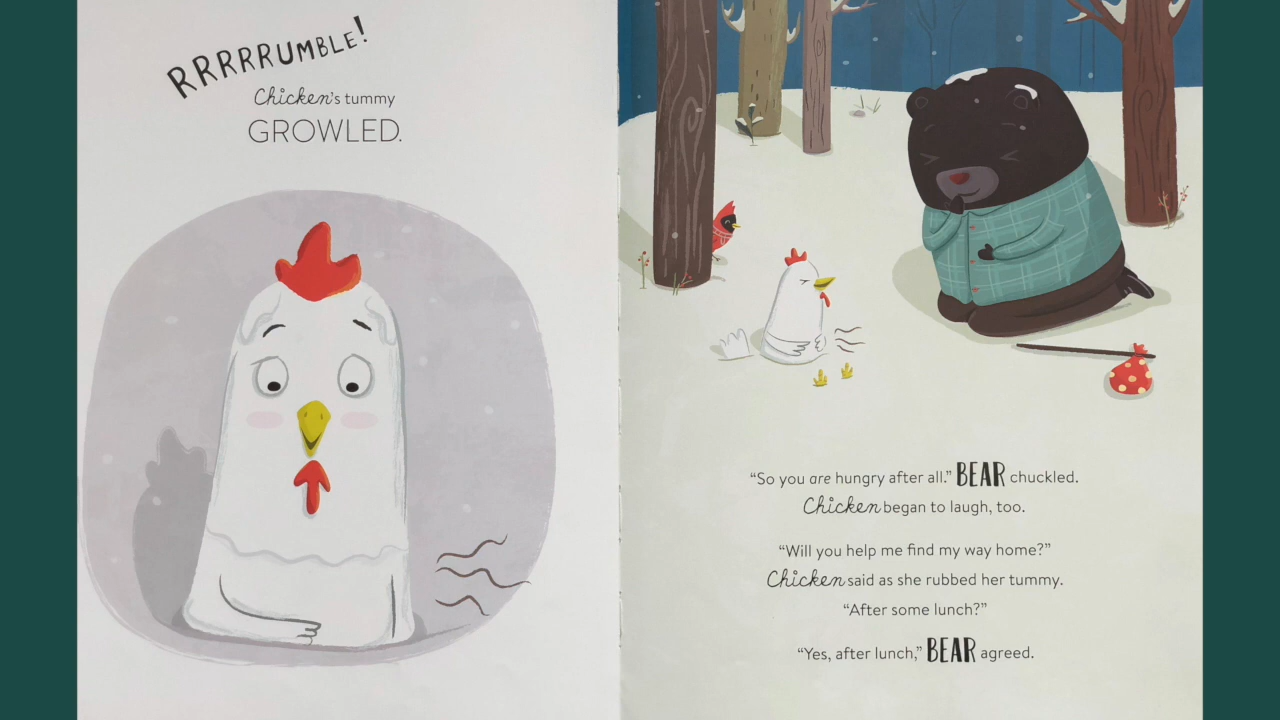 RRRRRUMBLE!
Chicken's tummy
GROWLED.
“So you are hungry after all.” BEAR chuckled.
Chicken began to laugh, too.
“Will you help me find my way home?”
Chicken said as she rubbed her tummy.
“After some lunch?”
“Yes, after lunch,” BEAR agreed.